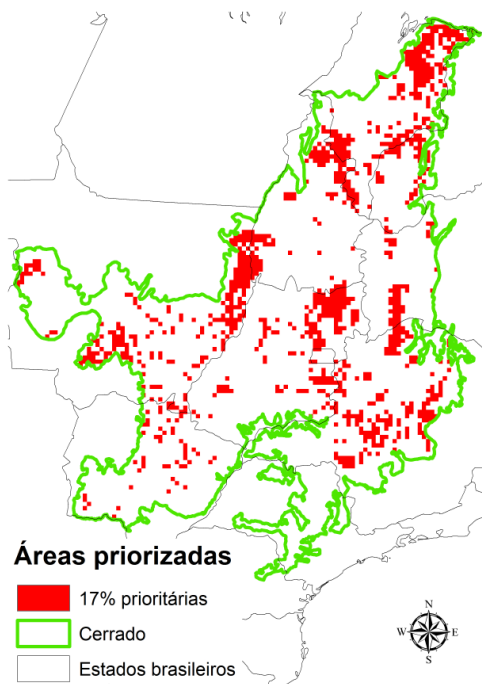 Áreas priorizadas
17% prioritárias
Cerrado
Estados brasileiros
N
W E
S